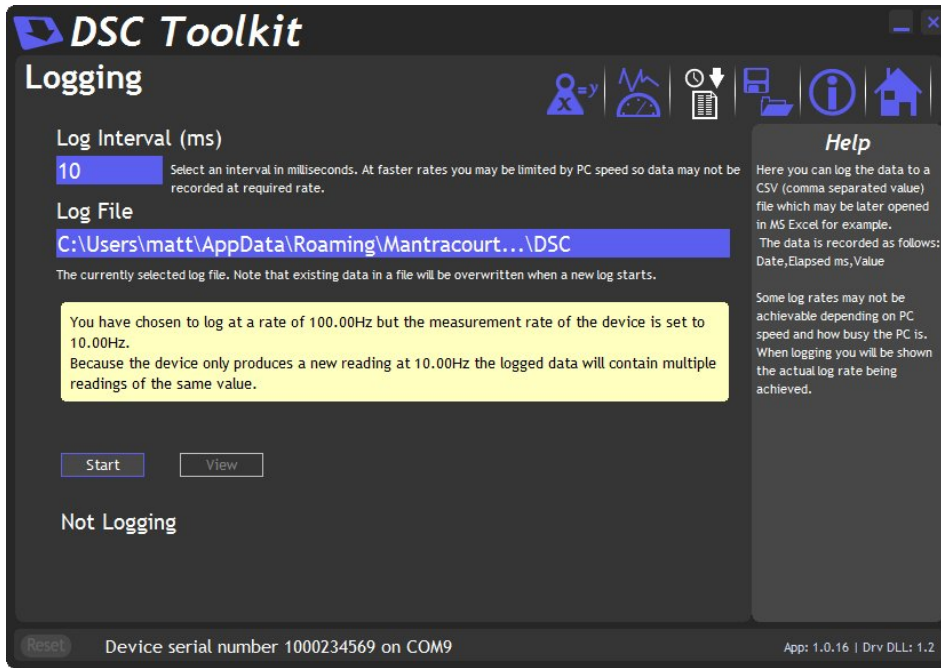 DSC Toolkit
Logging
x=y
Log Interval (ms)
10
Select an interval in milliseconds. At faster rates you may be limited by PC speed so data may not be
recorded at required rate.
Log File
C:\Users\matt\AppData\Roaming\Mantracourt...\DSC
The currently selected log file. Note that existing data in a file will be overwritten when a new log starts.
You have chosen to log at a rate of 100.00Hz but the measurement rate of the device is set to
10.00Hz.
Because the device only produces a new reading at 10.00Hz the logged data will contain multiple
readings of the same value.
Start
View
Not Logging
Help
Here you can log the data to a
CSV (comma separated value)
file which may be later opened
in MS Excel for example.
The data is recorded as follows:
Date,Elapsed ms,Value
Some log rates may not be
achievable depending on PC
speed and how busy the PC is.
When logging you will be shown
the actual log rate being
achieved.
Reset
Device serial number 1000234569 on COM9
App: 1.0.16 | Drv DLL: 1.2